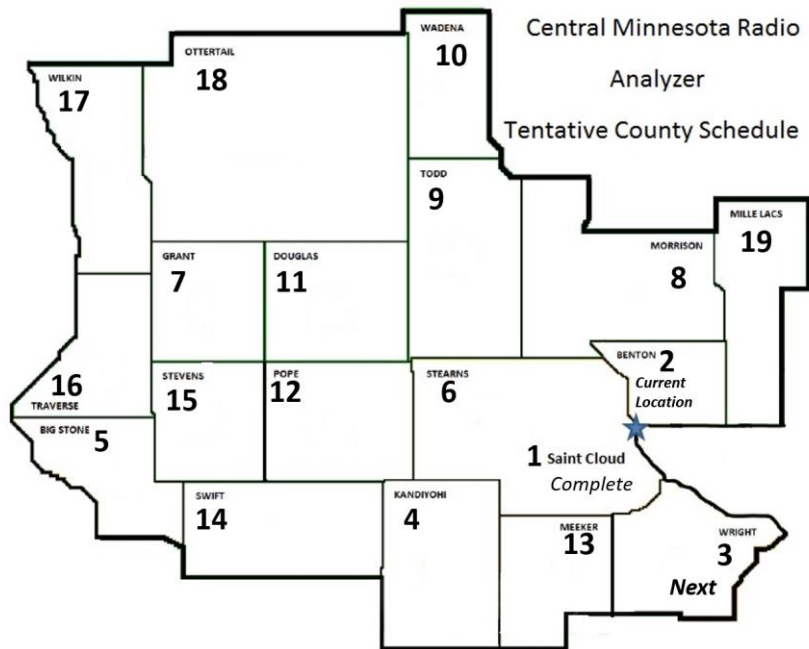 Central Minnesota Radio
Analyzer
Tentative County Schedule
WADENA
10
OTTERTAIL
18
WILKIN
17
TODD
9
MILLE LACS
19
MORRISON
8
GRANT
7
DOUGLAS
11
BENTON 2
Current
Location
16
TRAVERSE
STEVENS
15
POPE
12
STEARNS
6
BIG STONE 5
1 Saint Cloud
Complete
SWIFT
14
KANDIYOHI
4
MEEKER
13
WRIGHT
3
Next